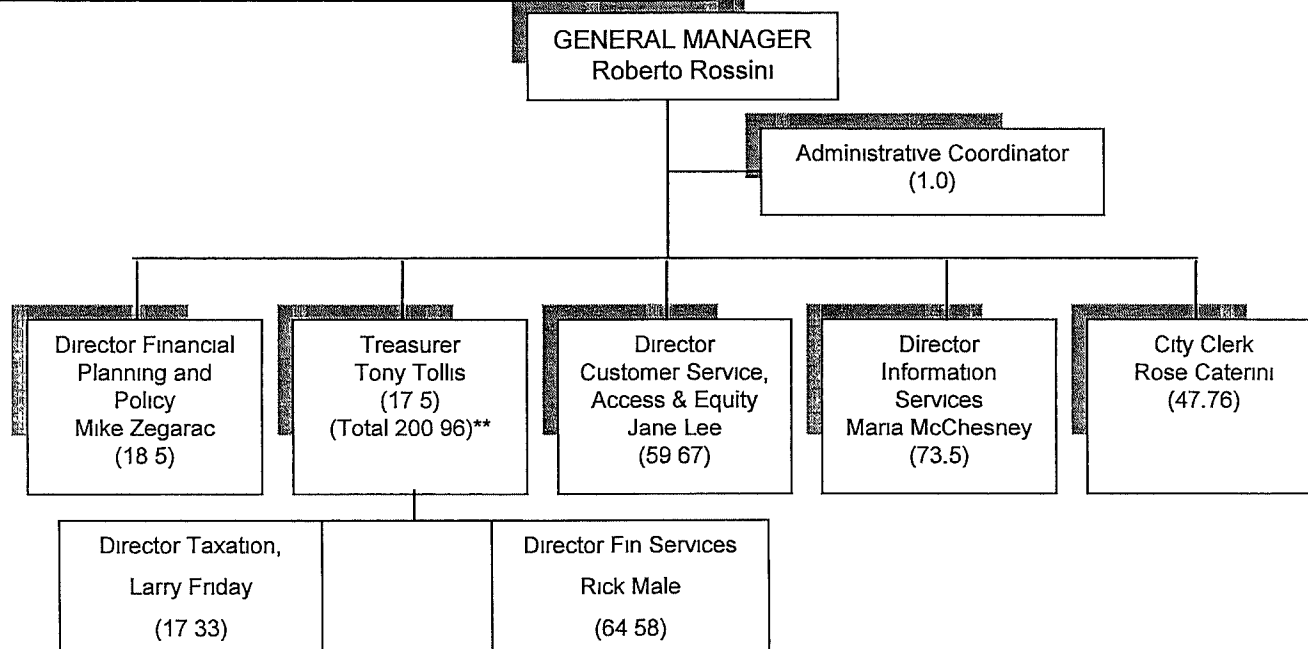 GENERAL MANAGER
Roberto Rossini
Administrative Coordinator
(1.0)
Director Financial
Planning and
Policy
Mike Zegarac
(18 5)
Treasurer
Tony Tollis
(17 5)
(Total 200 96)**
Director
Customer Service,
Access & Equity
Jane Lee
(59 67)
Director
Information
Services
Maria McChesney
(73.5)
City Clerk
Rose Caterini
(47.76)
Director Taxation,
Larry Friday
(17 33)
Director Fin Services
Rick Male
(64 58)